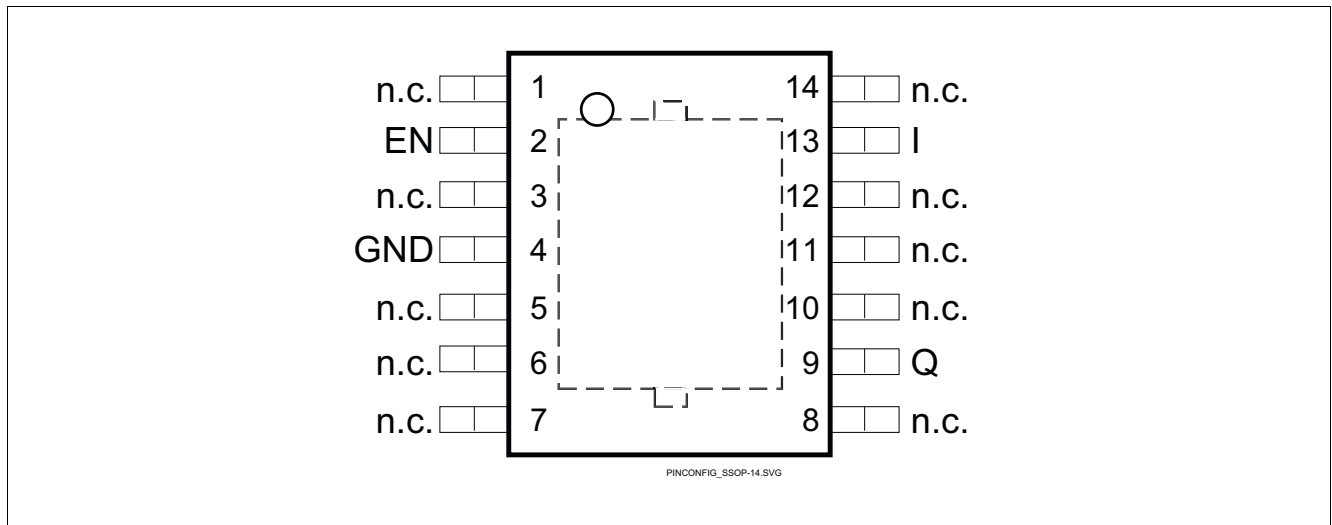 n.c. 1 14 n.c.
EN 2 13 I
n.c. 3 12 n.c.
GND 4 11 n.c.
n.c. 5 10 n.c.
n.c. 6 9 Q
n.c. 7 8 n.c.
PINCONFIG_SSOP-14.SVG